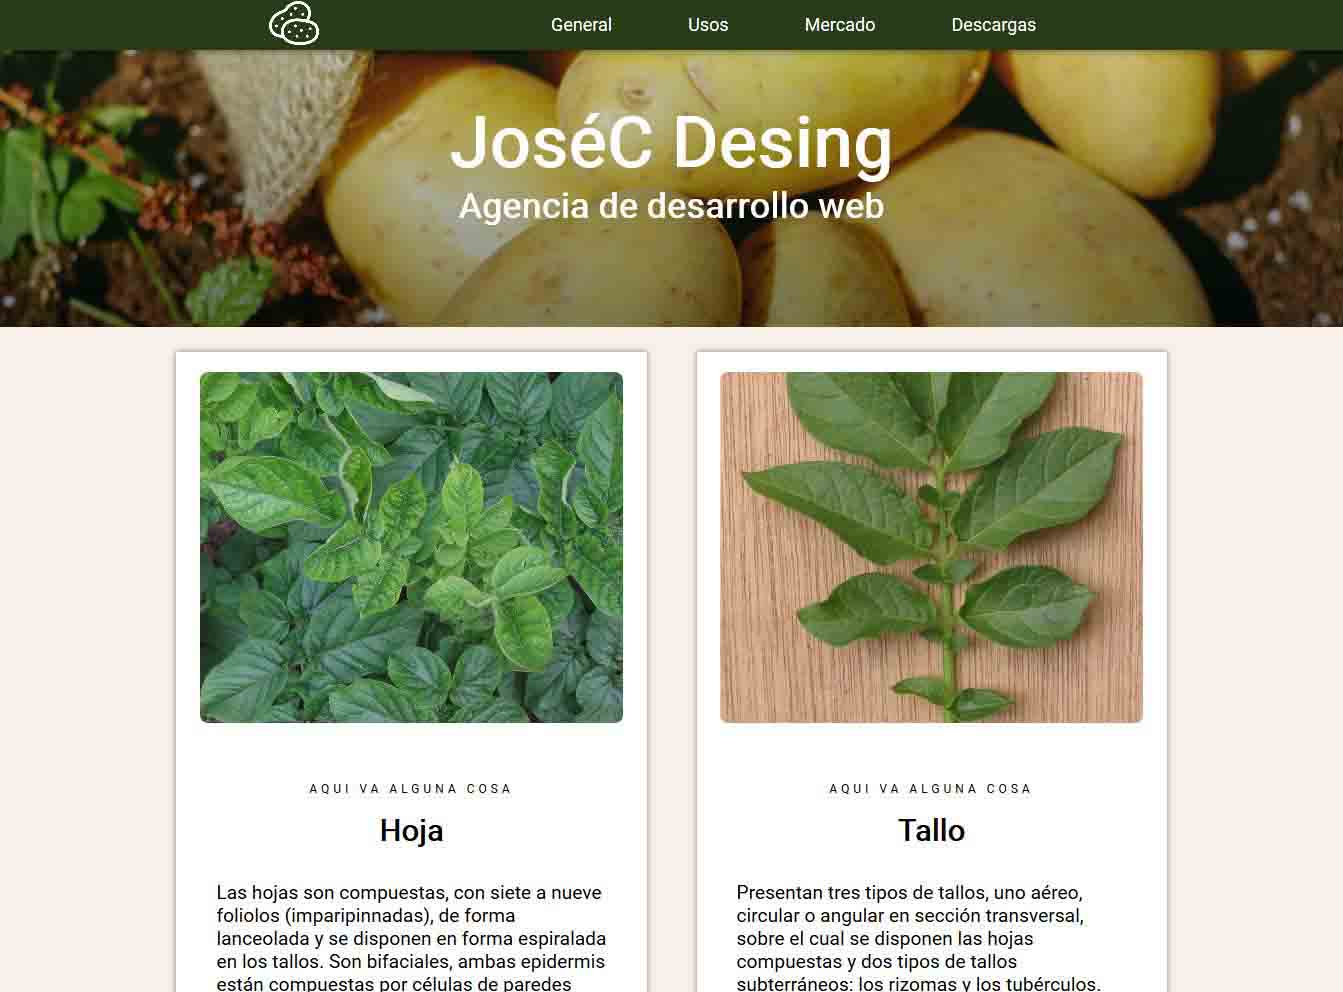 General Usos Mercado Descargas
JoséC Desing
Agencia de desarrollo web
AQUI VA ALGUNA COSA
Hoja
Las hojas son compuestas, con siete a nueve
foliolos (imparipinnadas), de forma
lanceolada y se disponen en forma espiralada
en los tallos. Son bifaciales, ambas epidermis
están compuestas por células de paredes
AQUI VA ALGUNA COSA
Tallo
Presentan tres tipos de tallos, uno aéreo,
circular o angular en sección transversal,
sobre el cual se disponen las hojas
compuestas y dos tipos de tallos
subterráneos: los rizomas y los tubérculos.